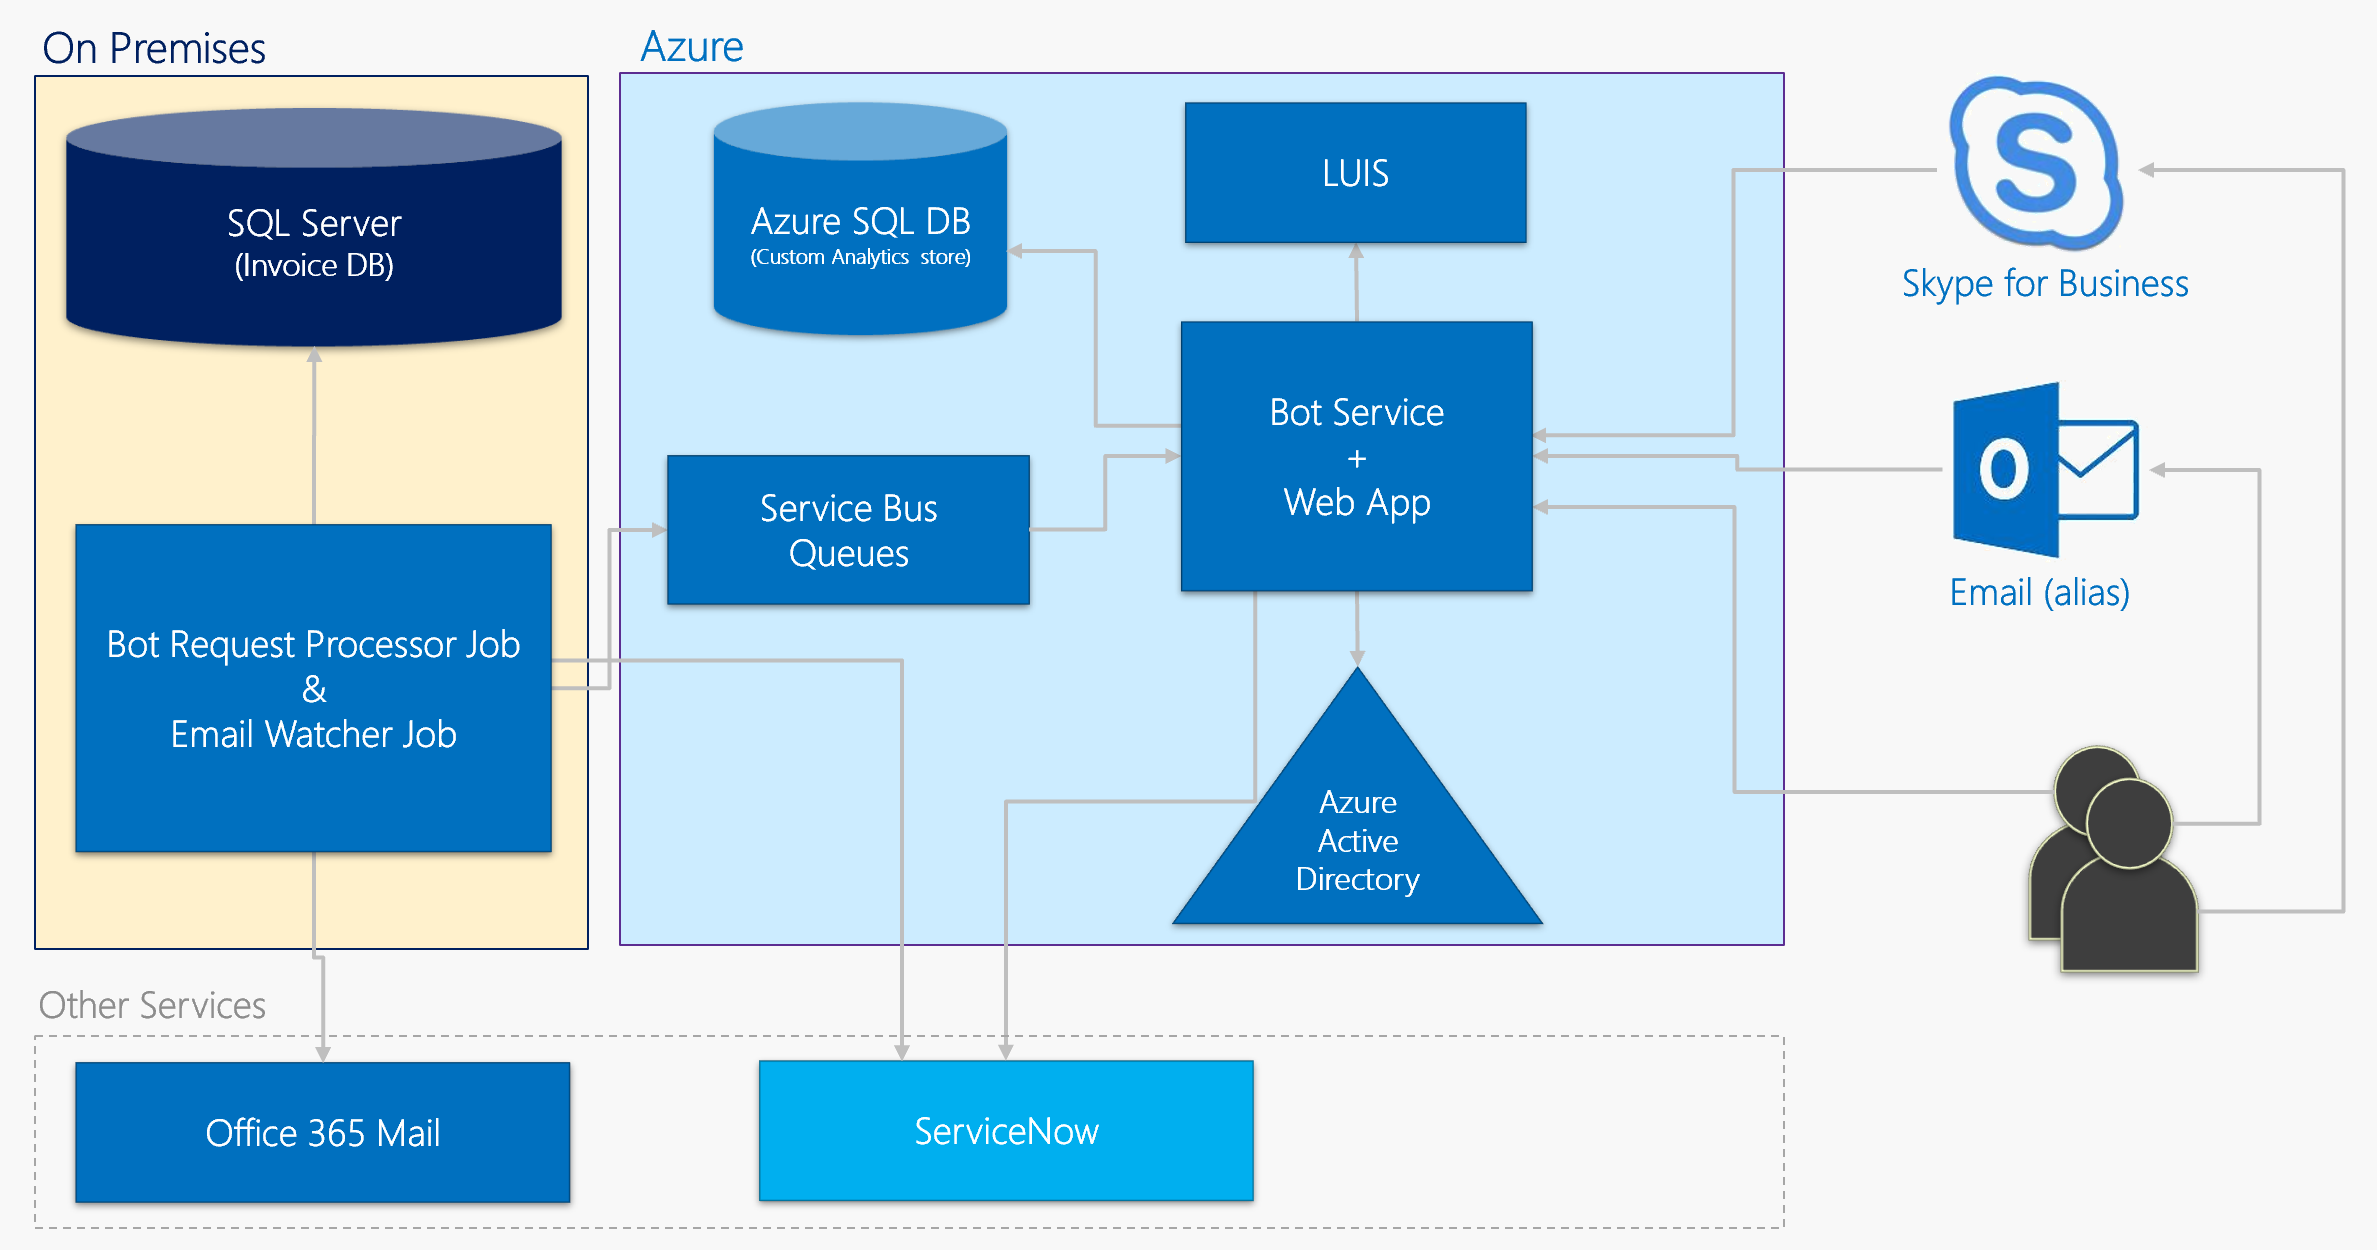 On Premises
SQL Server
(Invoice DB)
Bot Request Processor Job
&
Email Watcher Job
Azure
Azure SQL DB
(Custom Analytics store)
LUIS
Bot Service
+
Web App
Service Bus
Queues
Azure
Active
Directory
S
Skype for Business
O
Email (alias)
Other Services
Office 365 Mail
ServiceNow